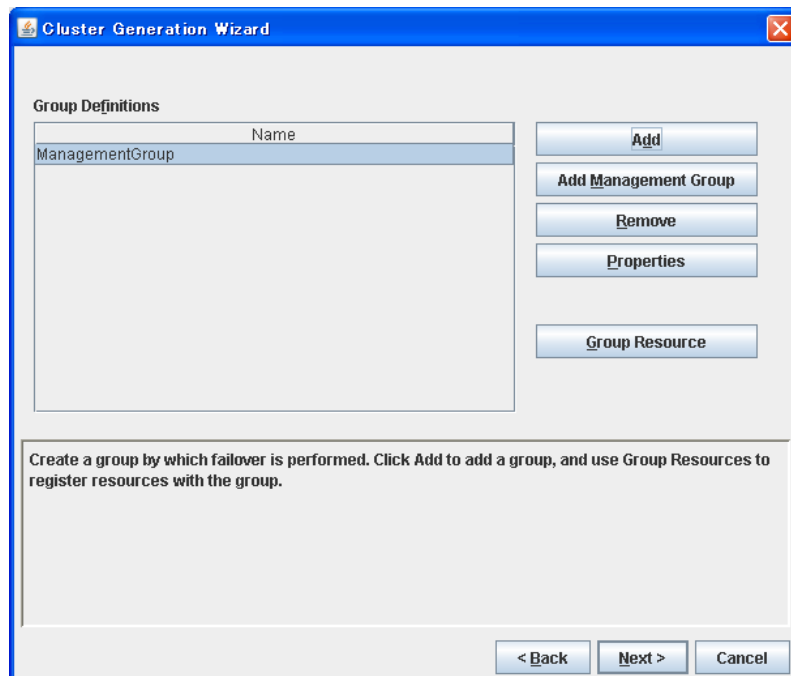 Cluster Generation Wizard
Group Definitions
Name
ManagementGroup
Add
Add Management Group
Remove
Properties
Group Resource
Create a group by which failover is performed. Click Add to add a group, and use Group Resources to
register resources with the group.
< Back
Next >
Cancel